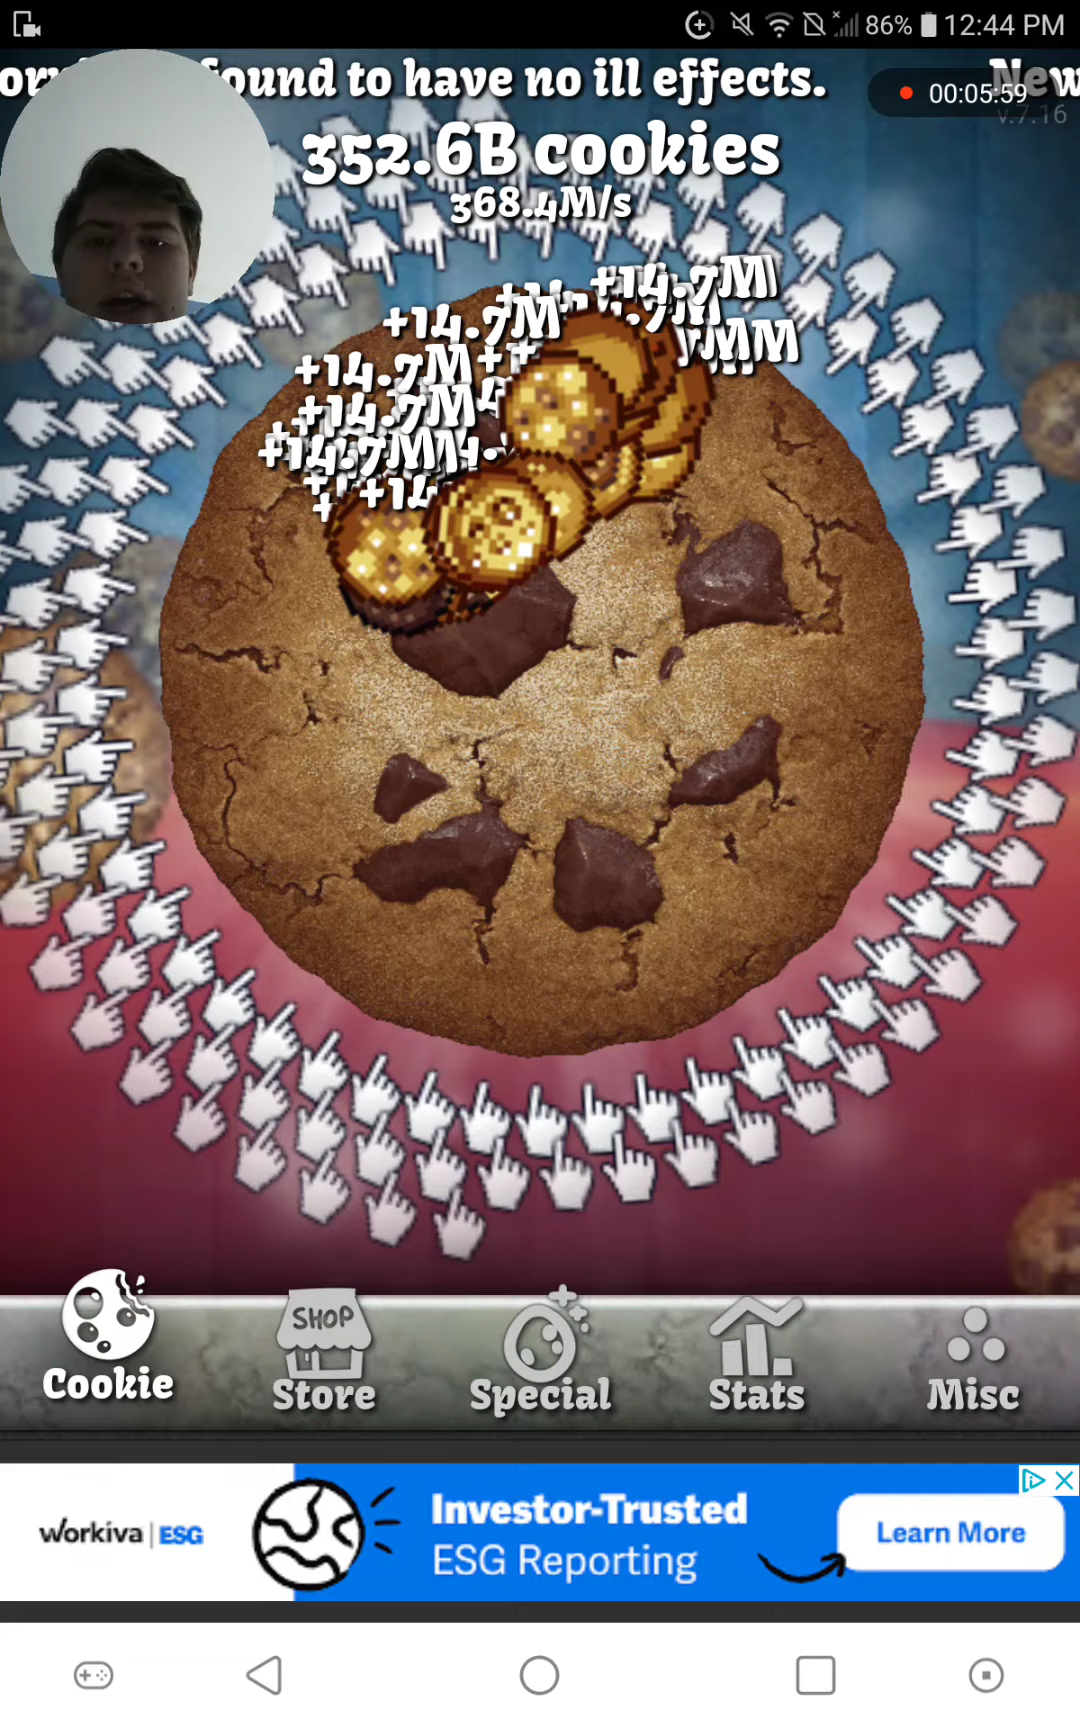 86% 12:44 PM
ound to have no ill effects. New
00:05:59
v.7.16
352.6B cookies
368.4M/s
+14.7M
+14.7M
+14.7M
+14.7M
+14.7M
+14
SHOP
Cookie Store Special Stats Misc
workiva | ESG
Investor-Trusted
ESG Reporting
Learn More